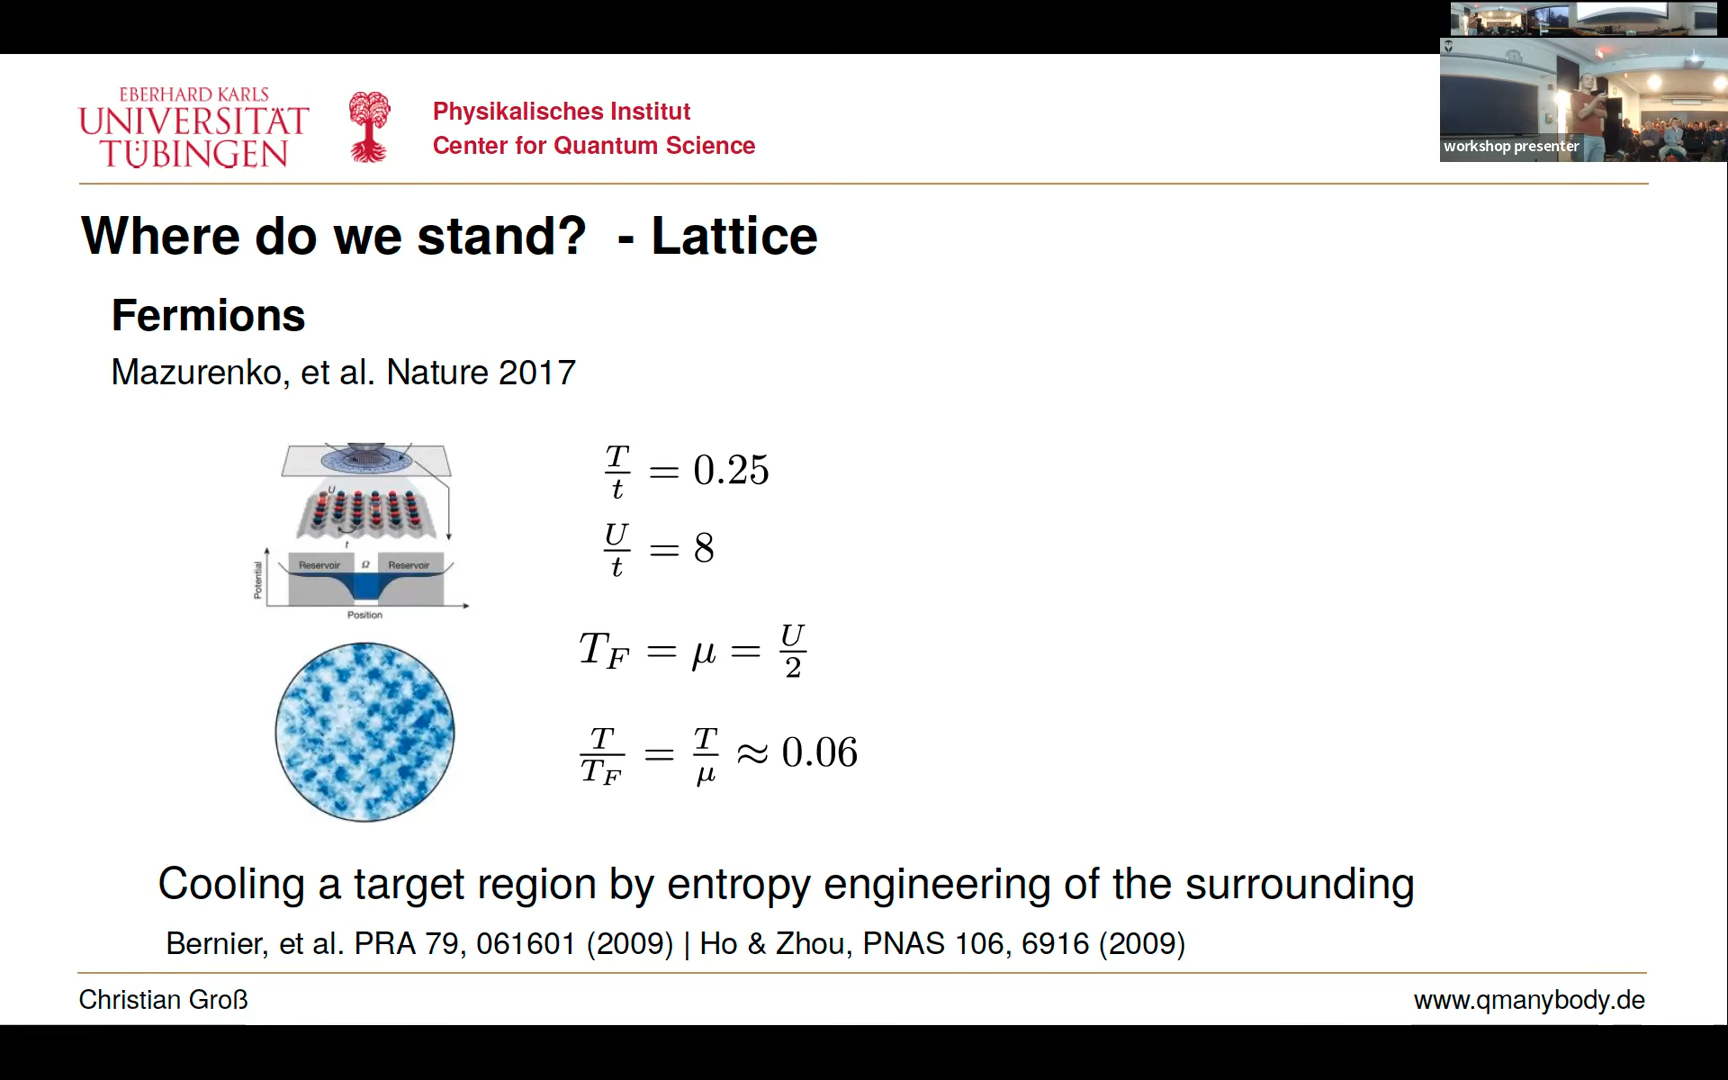 workshop presenter
EBERHARD KARLS
UNIVERSITÄT
TÜBINGEN
Physikalisches Institut
Center for Quantum Science
Where do we stand?  - Lattice
Fermions
Mazurenko, et al. Nature 2017
U
t
Reservoir Ω Reservoir
Potential
Position
T/t = 0.25
U/t = 8
T_F = μ = U/2
T/T_F = T/μ ≈ 0.06
Cooling a target region by entropy engineering of the surrounding
Bernier, et al. PRA 79, 061601 (2009) | Ho & Zhou, PNAS 106, 6916 (2009)
Christian Groß
www.qmanybody.de